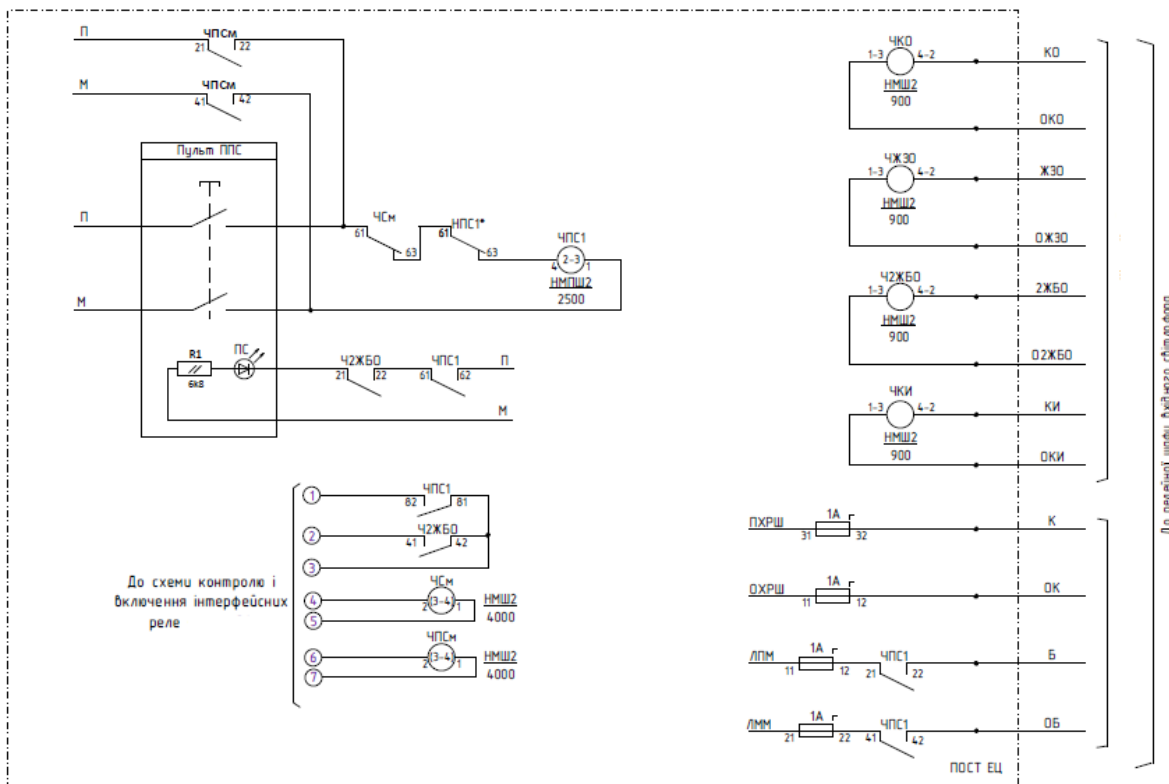 П
ЧПСм
21 22
М
ЧПСм
41 42
Пульт ППС
П
ЧСм
61 63
НПС1*
61 63
ЧПС1
4 2-3 1
НМПШ2
2500
М
R1
6k8
ПС
Ч2ЖБО
21 22
ЧПС1
61 62
П
М
До схеми контролю і
включення інтерфейсних
реле
1
ЧПС1
82 81
2
Ч2ЖБО
41 42
3
4
ЧСм
2 (3-4) 1
НМШ2
4000
5
6
ЧПСм
2 (3-4) 1
НМШ2
4000
7
ЧКО
1-3 4-2
КО
НМШ2
900
ОКО
ЧЖЗО
1-3 4-2
ЖЗО
НМШ2
900
ОЖЗО
Ч2ЖБО
1-3 4-2
2ЖБО
НМШ2
900
О2ЖБО
ЧКИ
1-3 4-2
КИ
НМШ2
900
ОКИ
ПХРШ
1А
31 32
К
ОХРШ
1А
11 12
ОК
ЛПМ
1А
11 12
ЧПС1
21 22
Б
ЛММ
1А
21 22
ЧПС1
41 42
ОБ
ПОСТ ЕЦ
До релейної шафи вхідного світлофора